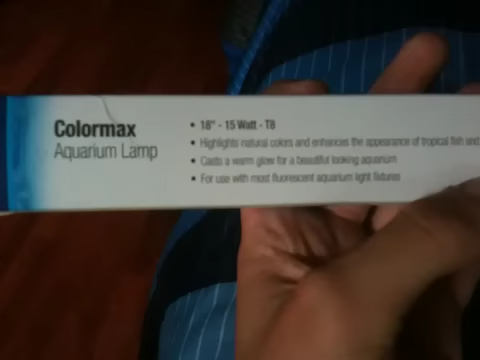 Colormax
Aquarium Lamp
• 18" - 15 Watt - T8
• Highlights natural colors and enhances the appearance of tropical fish and
• Casts a warm glow for a beautiful looking aquarium
• For use with most fluorescent aquarium light fixtures